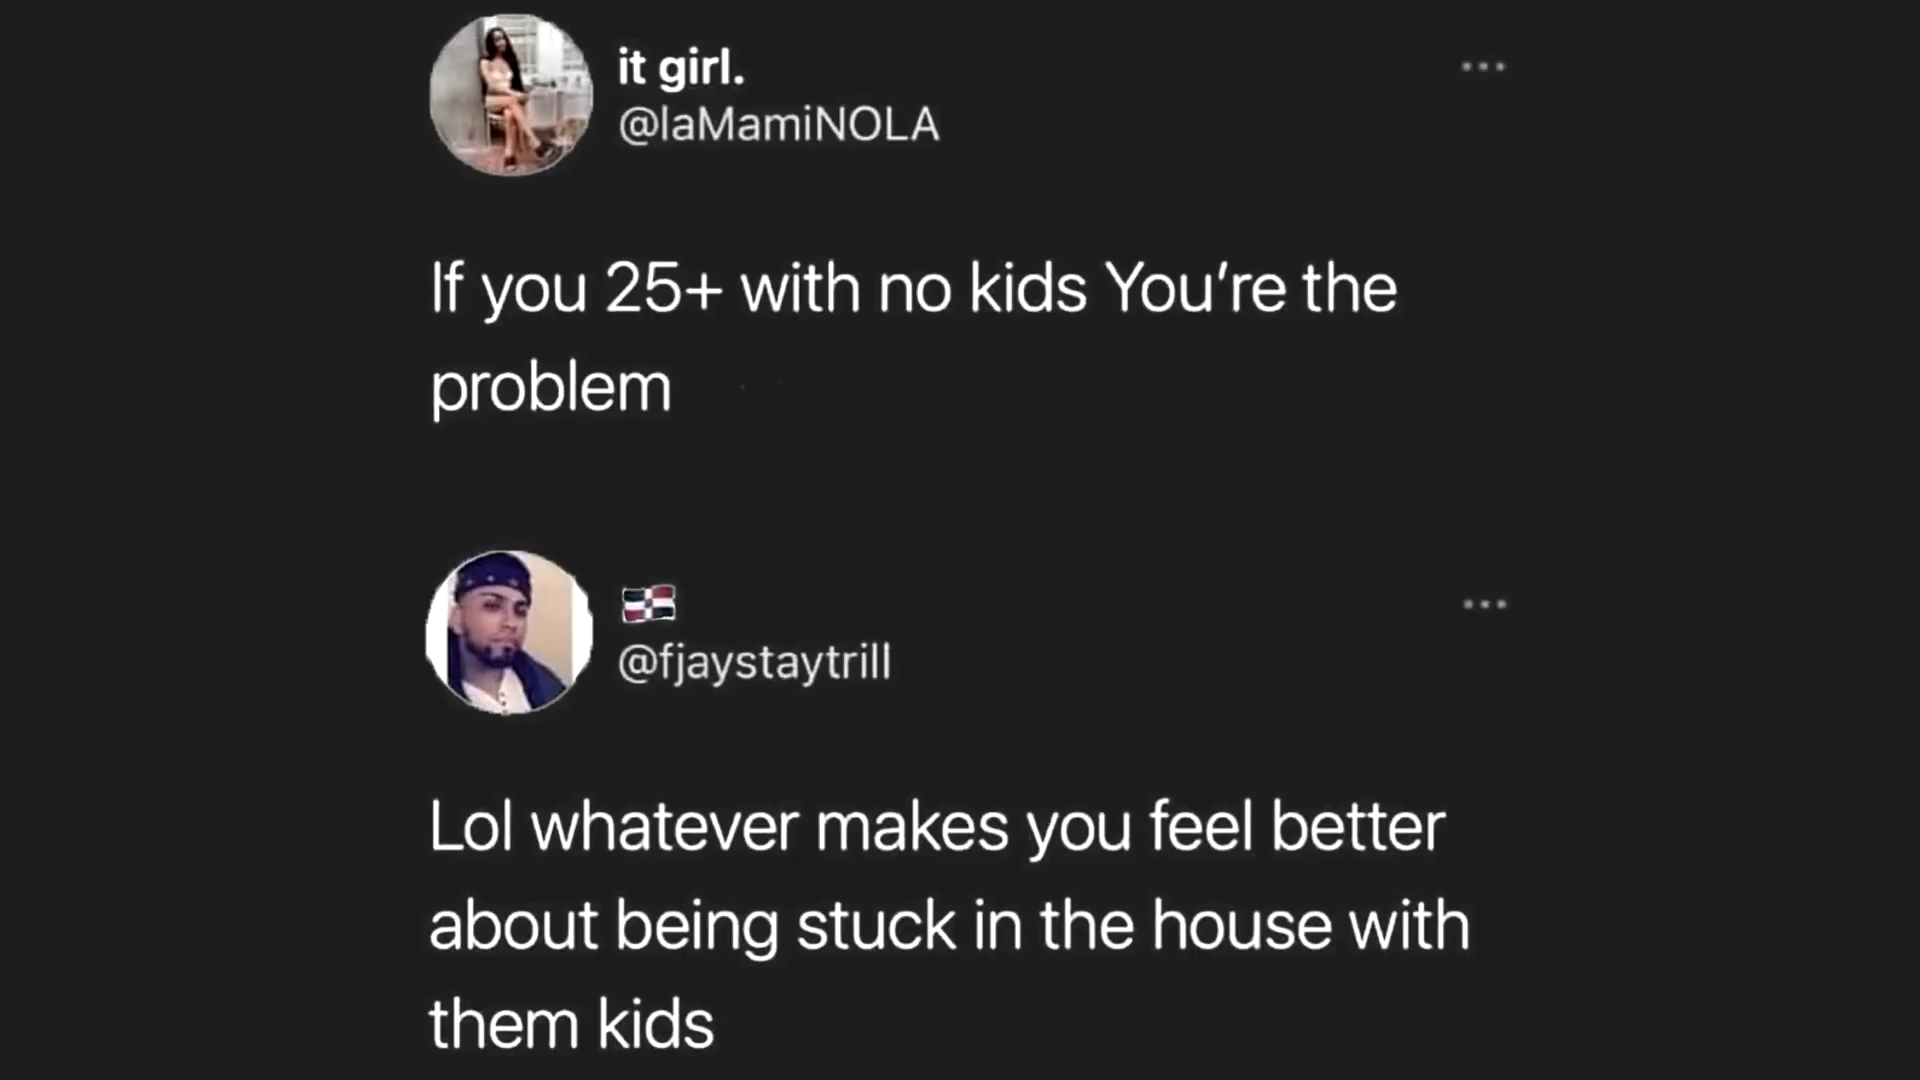 it girl.
@laMamiNOLA
If you 25+ with no kids You’re the
problem
@fjaystaytrill
Lol whatever makes you feel better
about being stuck in the house with
them kids